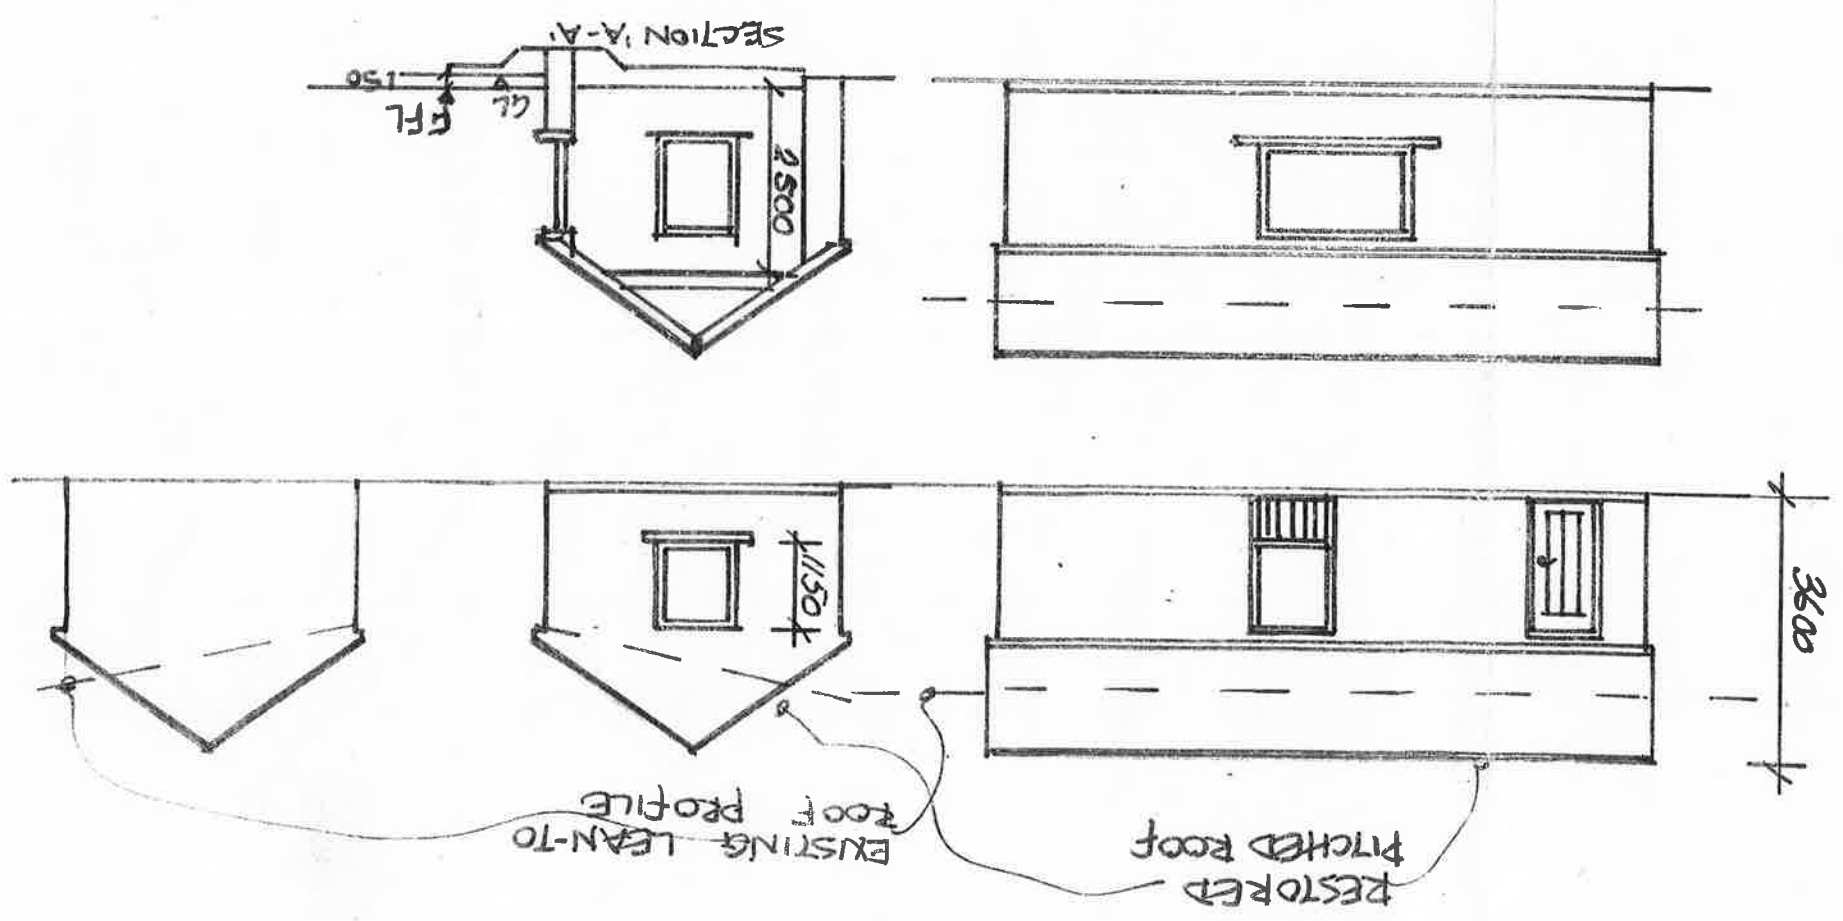 RESTORED
PITCHED ROOF
EXISTING LEAN-TO
ROOF PROFILE
3600
1150
2500
FFL
GL
150
SECTION 'A-A'